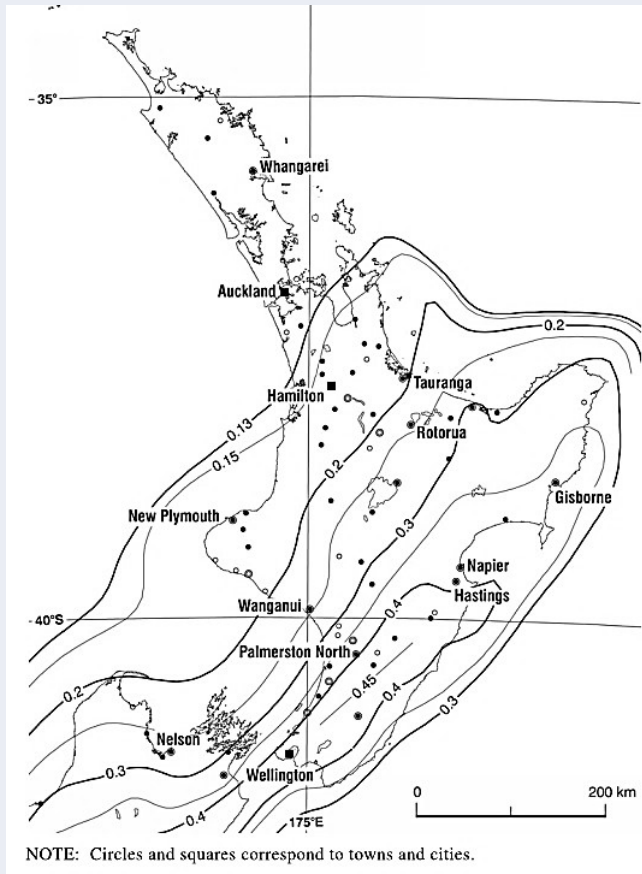 35°
Whangarei
Auckland
0.2
Tauranga
Hamilton
0.13
Rotorua
0.15
0.2
Gisborne
New Plymouth
0.3
Napier
Hastings
Wanganui
0.4
40°S
Palmerston North
0.45
0.4
0.2
0.3
Nelson
0.3
Wellington
0.4
0
200 km
175°E
NOTE: Circles and squares correspond to towns and cities.